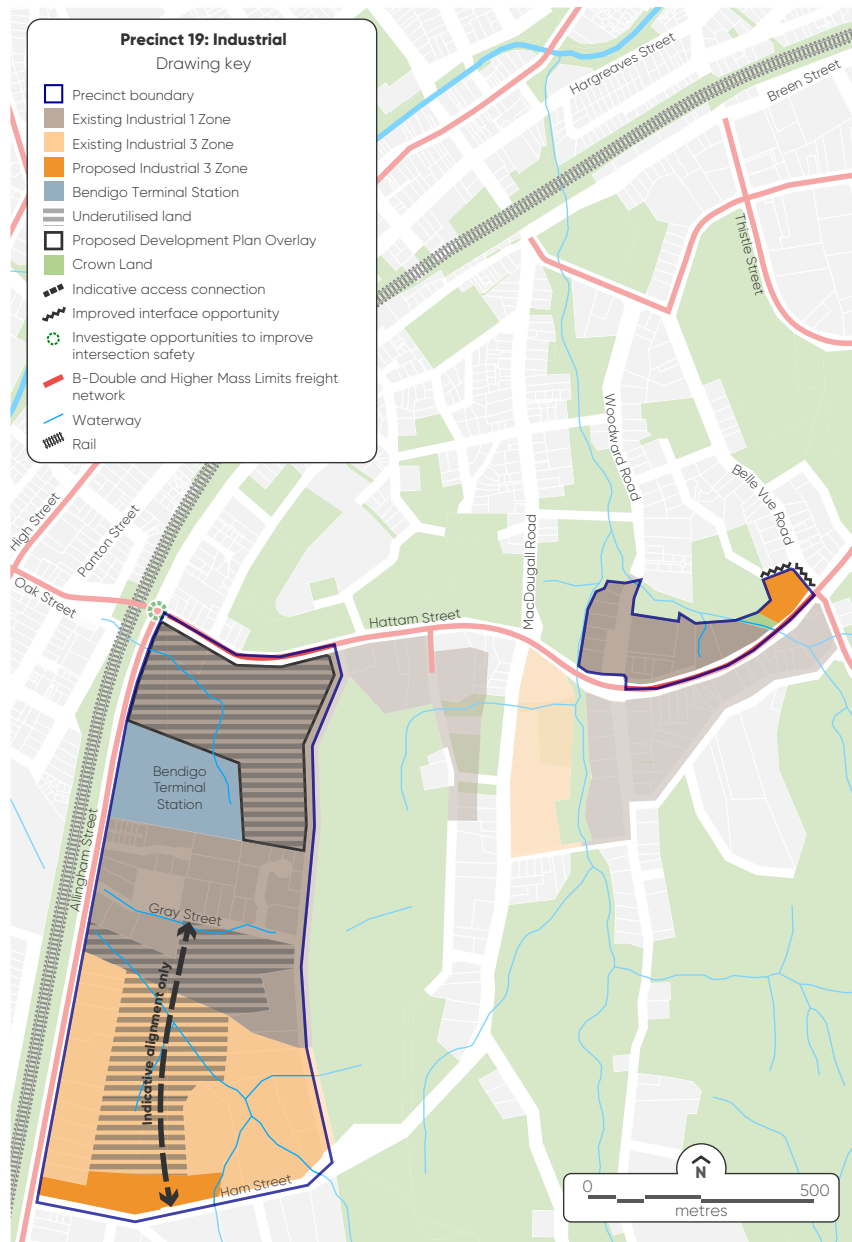 Precinct 19: Industrial
Drawing key
Precinct boundary
Existing Industrial 1 Zone
Existing Industrial 3 Zone
Proposed Industrial 3 Zone
Bendigo Terminal Station
Underutilised land
Proposed Development Plan Overlay
Crown Land
Indicative access connection
Improved interface opportunity
Investigate opportunities to improve
intersection safety
B-Double and Higher Mass Limits freight
network
Waterway
Rail
Hargreaves Street
Breen Street
Thistle Street
Woodward Road
Belle Vue Road
MacDougall Road
High Street
Panton Street
Oak Street
Hattam Street
Bendigo
Terminal
Station
Allingham Street
Gray Street
Indicative alignment only
Ham Street
N
0
500
metres